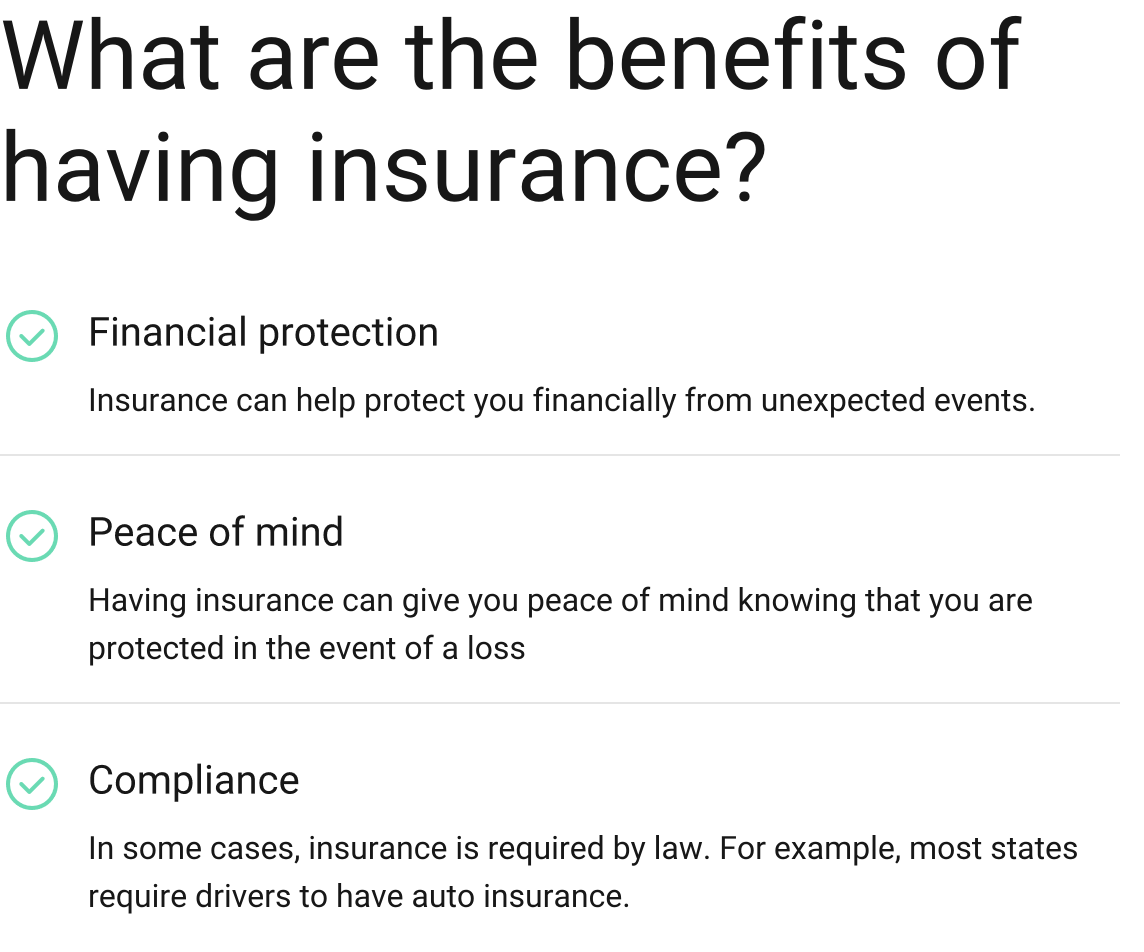 What are the benefits of
having insurance?
Financial protection
Insurance can help protect you financially from unexpected events.
Peace of mind
Having insurance can give you peace of mind knowing that you are
protected in the event of a loss
Compliance
In some cases, insurance is required by law. For example, most states
require drivers to have auto insurance.